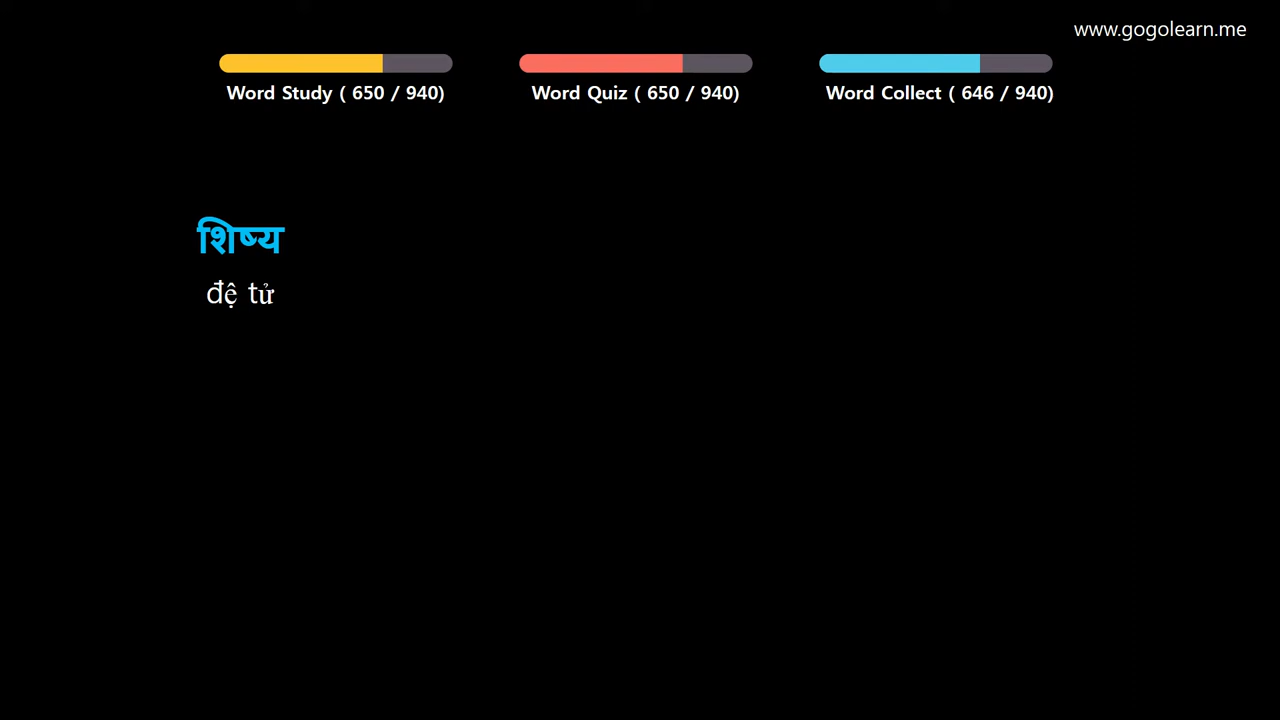 www.gogolearn.me
Word Study ( 650 / 940)
Word Quiz ( 650 / 940)
Word Collect ( 646 / 940)
शिष्य
đệ tử